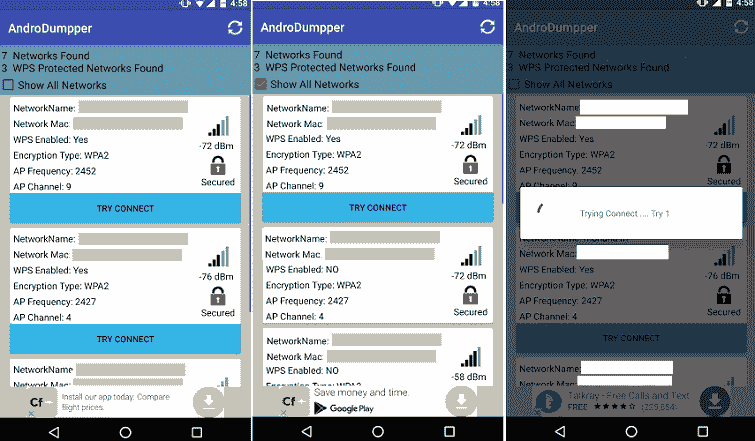 4:58
AndroDumpper
7 Networks Found
3 WPS Protected Networks Found
Show All Networks
NetworkName:
Network Mac:
WPS Enabled: Yes
-72 dBm
Encryption Type: WPA2
AP Frequency: 2452
AP Channel: 9
Secured
TRY CONNECT
NetworkName:
Network Mac:
WPS Enabled: Yes
-76 dBm
Encryption Type: WPA2
AP Frequency: 2427
AP Channel: 4
Secured
TRY CONNECT
NetworkName:
Network Mac:
Cf
Install our app today. Compare
flight prices.
4:58
AndroDumpper
7 Networks Found
3 WPS Protected Networks Found
Show All Networks
NetworkName:
Network Mac:
WPS Enabled: Yes
-72 dBm
Encryption Type: WPA2
AP Frequency: 2452
AP Channel: 9
Secured
TRY CONNECT
NetworkName:
Network Mac:
WPS Enabled: NO
-72 dBm
Encryption Type: WPA2
AP Frequency: 2427
AP Channel: 4
Secured
NetworkName:
Network Mac:
WPS Enabled: NO
-58 dBm
Encryption Type: WPA2
Cf
Save money and time.
Google Play
4:58
AndroDumpper
7 Networks Found
3 WPS Protected Networks Found
Show All Networks
NetworkName:
Network Mac:
WPS Enabled: Yes
-72 dBm
Encryption Type: WPA2
AP Frequency: 2452
AP Channel: 9
Secured
Trying Connect .... Try 1
Network Mac:
WPS Enabled: Yes
-76 dBm
Encryption Type: WPA2
AP Frequency: 2427
AP Channel: 4
Secured
TRY CONNECT
NetworkName:
Network Mac:
Talkray - Free Calls and Text
FREE